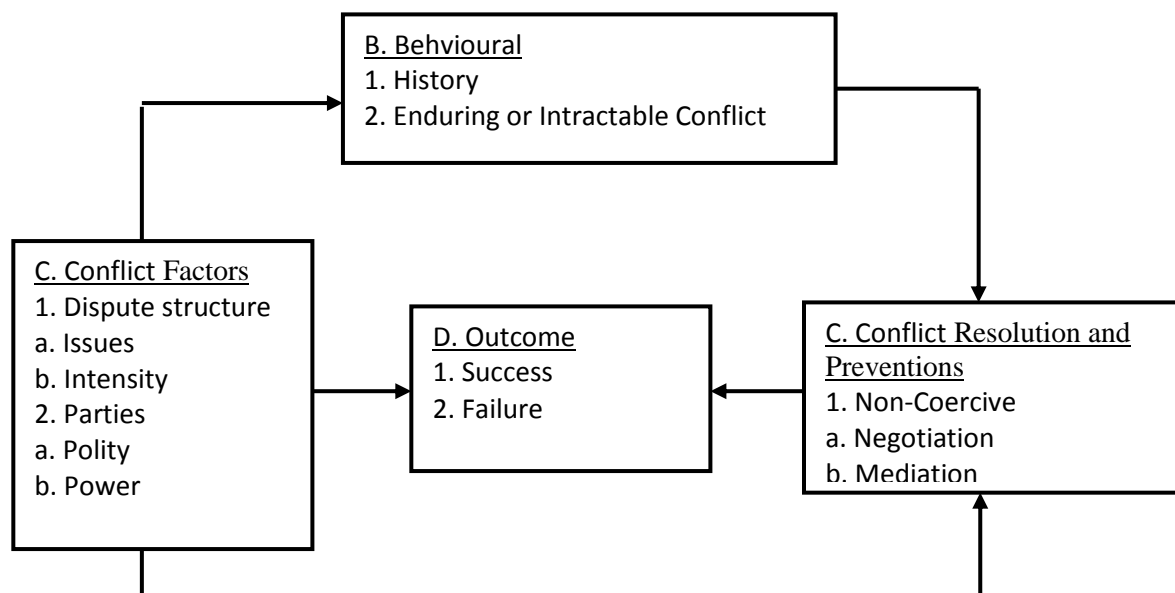 B. Behvioural
1. History
2. Enduring or Intractable Conflict
C. Conflict Factors
1. Dispute structure
a. Issues
b. Intensity
2. Parties
a. Polity
b. Power
D. Outcome
1. Success
2. Failure
C. Conflict Resolution and
Preventions
1. Non-Coercive
a. Negotiation
b. Mediation